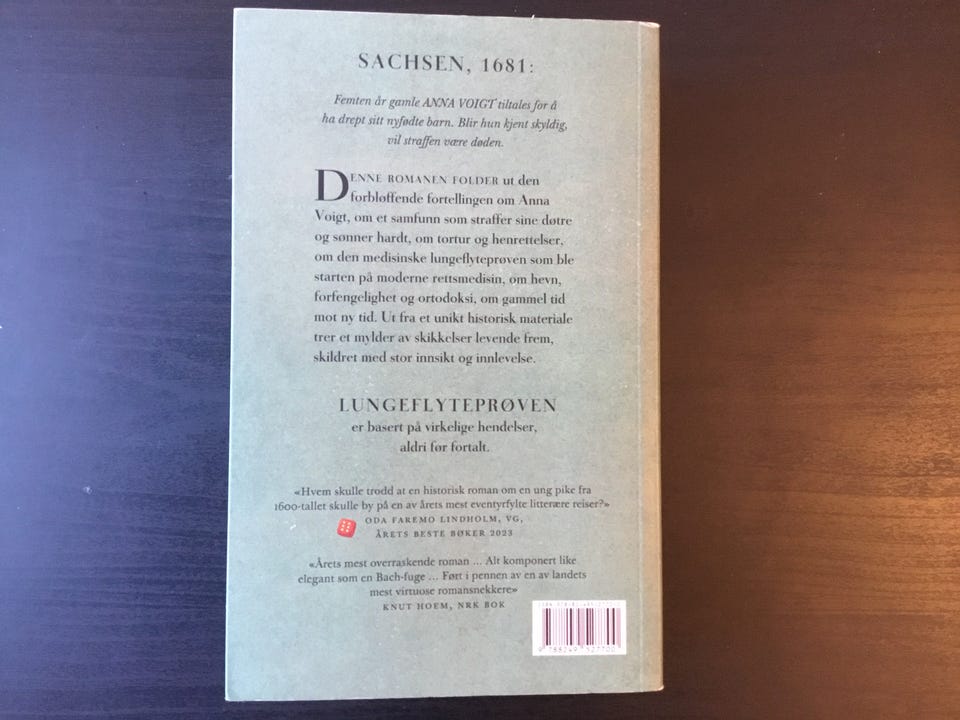 SACHSEN, 1681:
Femten år gamle ANNA VOIGT tiltales for å
ha drept sitt nyfødte barn. Blir hun kjent skyldig,
vil straffen være døden.
DENNE ROMANEN FOLDER ut den
forbløffende fortellingen om Anna
Voigt, om et samfunn som straffer sine døtre
og sønner hardt, om tortur og henrettelser,
om den medisinske lungeflyteprøven som ble
starten på moderne rettsmedisin, om hevn,
forfengelighet og ortodoksi, om gammel tid
mot ny tid. Ut fra et unikt historisk materiale
trer et mylder av skikkelser levende frem,
skildret med stor innsikt og innlevelse.
LUNGEFLYTEPRØVEN
er basert på virkelige hendelser,
aldri før fortalt.
«Hvem skulle trodd at en historisk roman om en ung pike fra
1600-tallet skulle by på en av årets mest eventyrfylte litterære reiser?»
ODA FAREMO LINDHOLM, VG,
ÅRETS BESTE BØKER 2023
«Årets mest overraskende roman ... Alt komponert like
elegant som en Bach-fuge ... Ført i pennen av en av landets
mest virtuose romansnekkere»
KNUT HOEM, NRK BOK
9 788249 527700